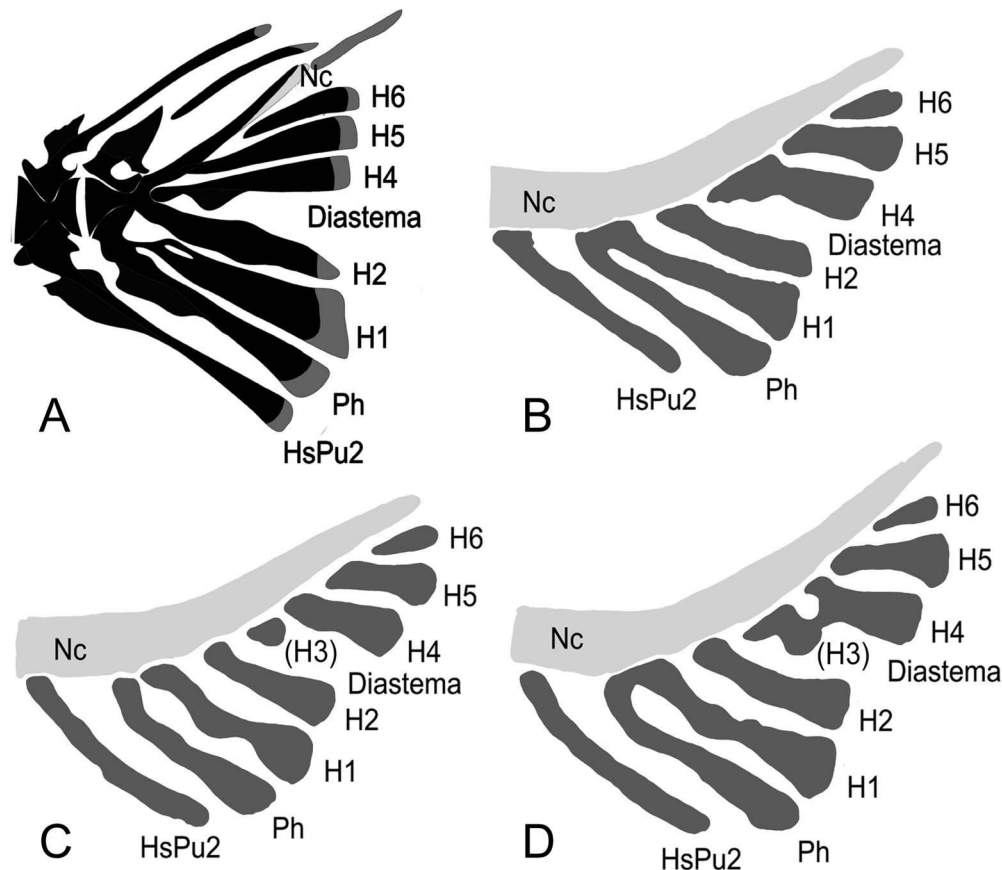 Nc
H6
H5
H4
Diastema
H2
H1
Ph
HsPu2
A
Nc
H6
H5
H4
Diastema
H2
H1
Ph
HsPu2
B
Nc
H6
H5
(H3)
H4
Diastema
H2
H1
Ph
HsPu2
C
Nc
H6
H5
H4
(H3)
Diastema
H2
H1
Ph
HsPu2
D